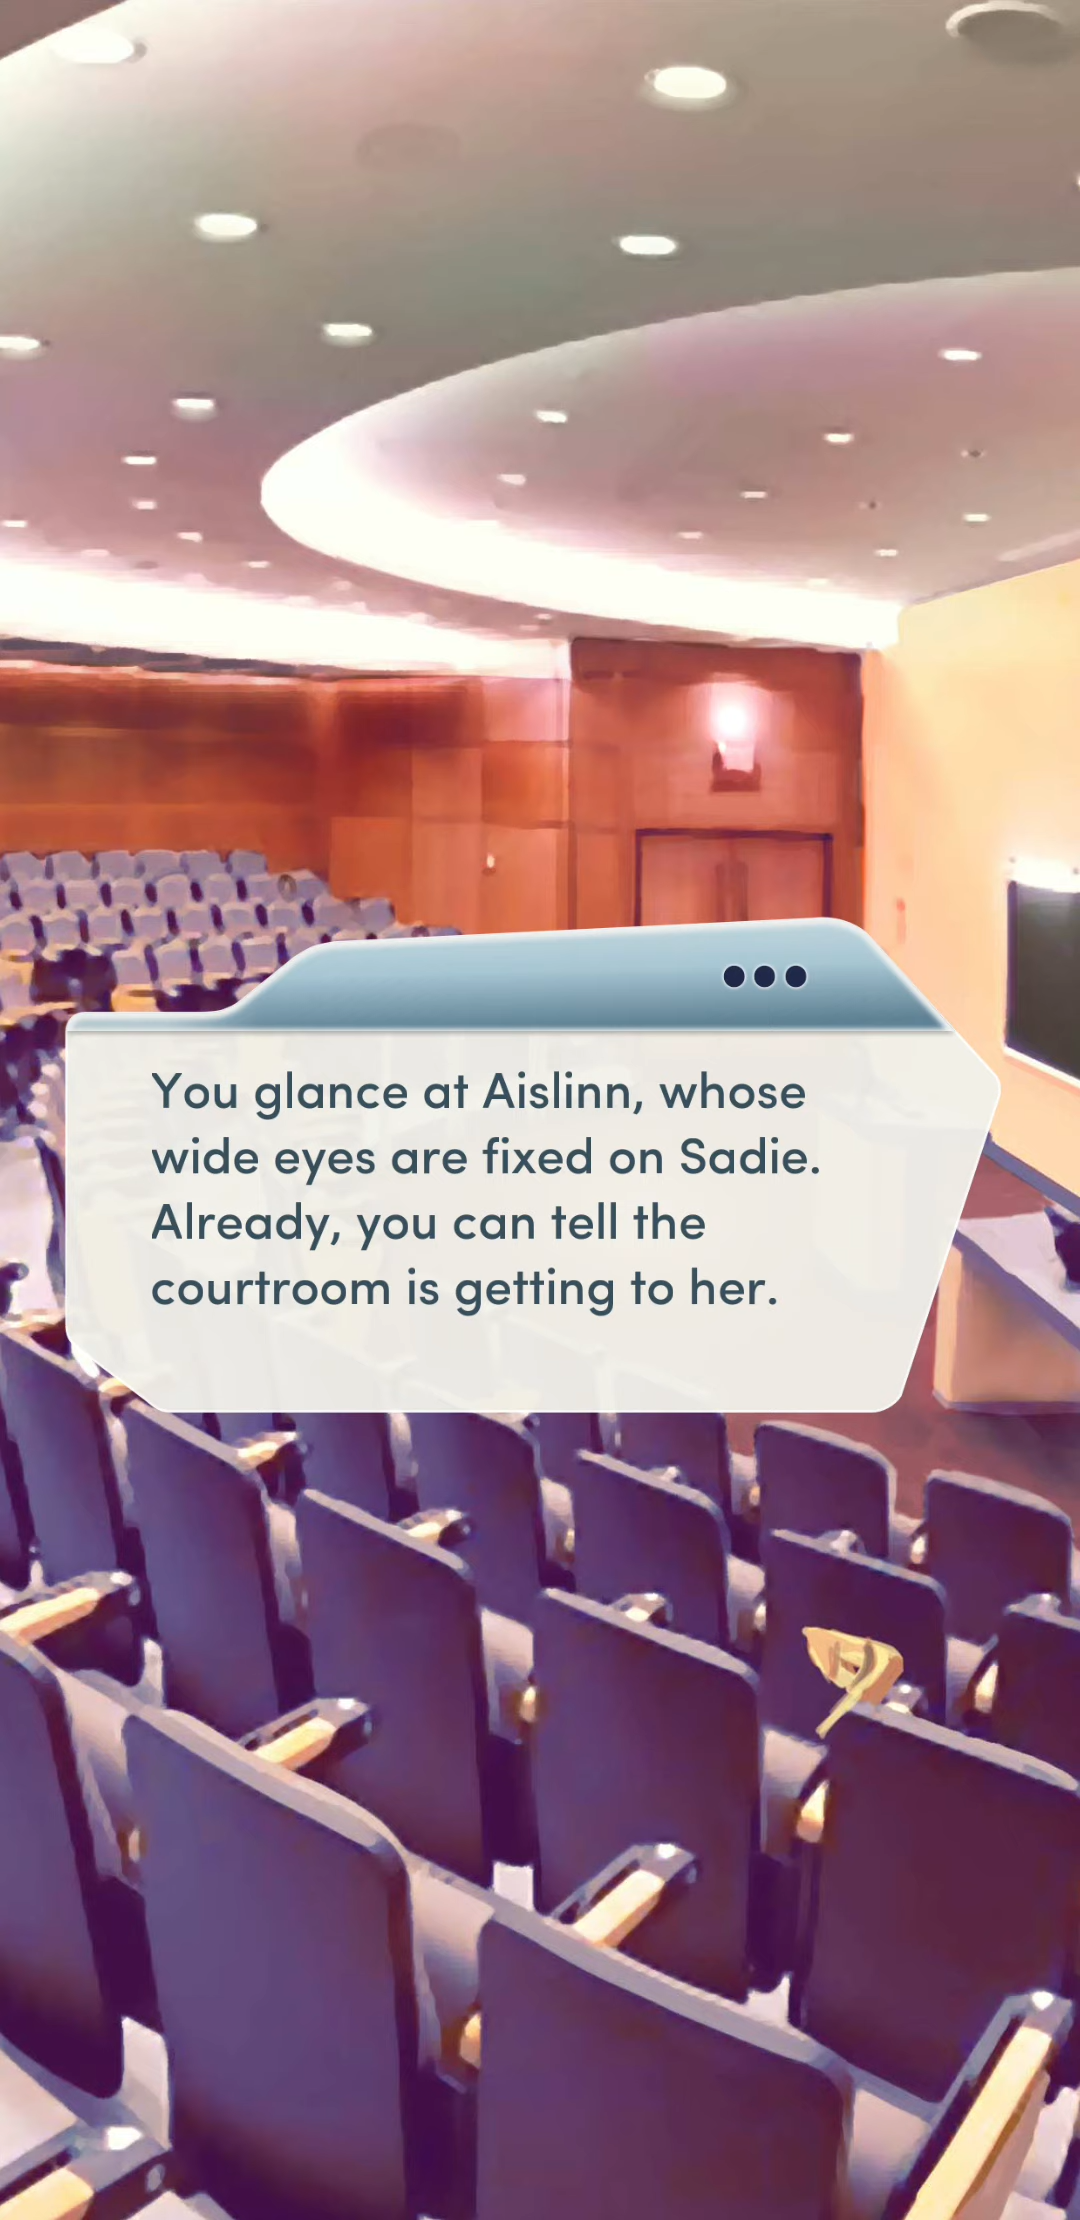 You glance at Aislinn, whose
wide eyes are fixed on Sadie.
Already, you can tell the
courtroom is getting to her.